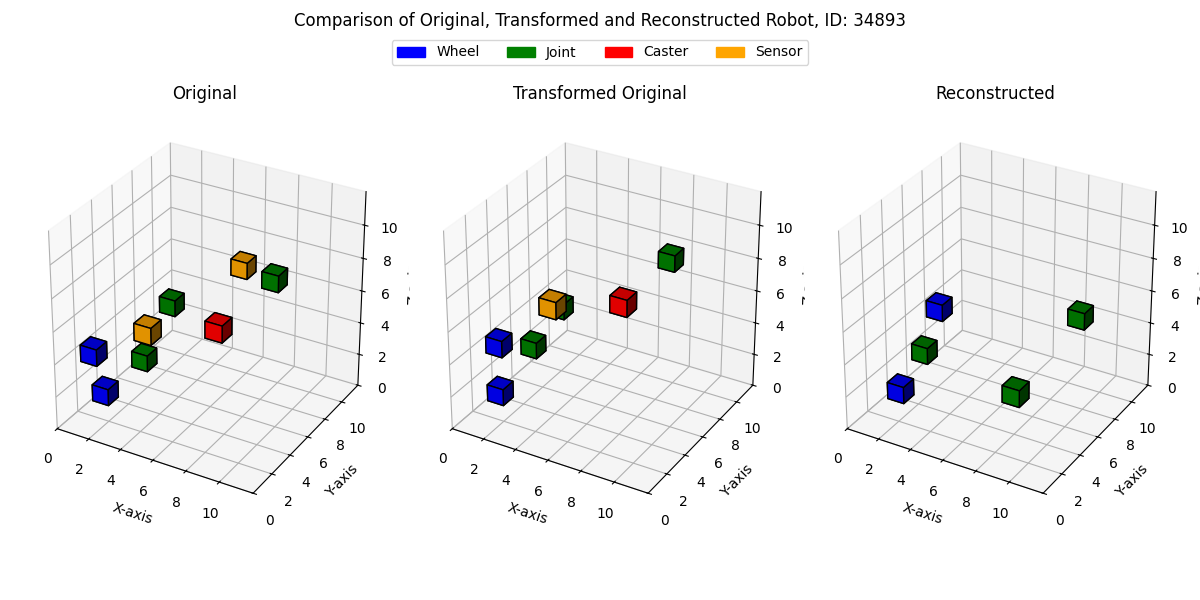 Comparison of Original, Transformed and Reconstructed Robot, ID: 34893
Wheel Joint Caster Sensor
Original
0 2 4 6 8 10
X-axis
0 2 4 6 8 10
Y-axis
0 2 4 6 8 10
Transformed Original
0 2 4 6 8 10
X-axis
0 2 4 6 8 10
Y-axis
0 2 4 6 8 10
Reconstructed
0 2 4 6 8 10
X-axis
0 2 4 6 8 10
Y-axis
0 2 4 6 8 10